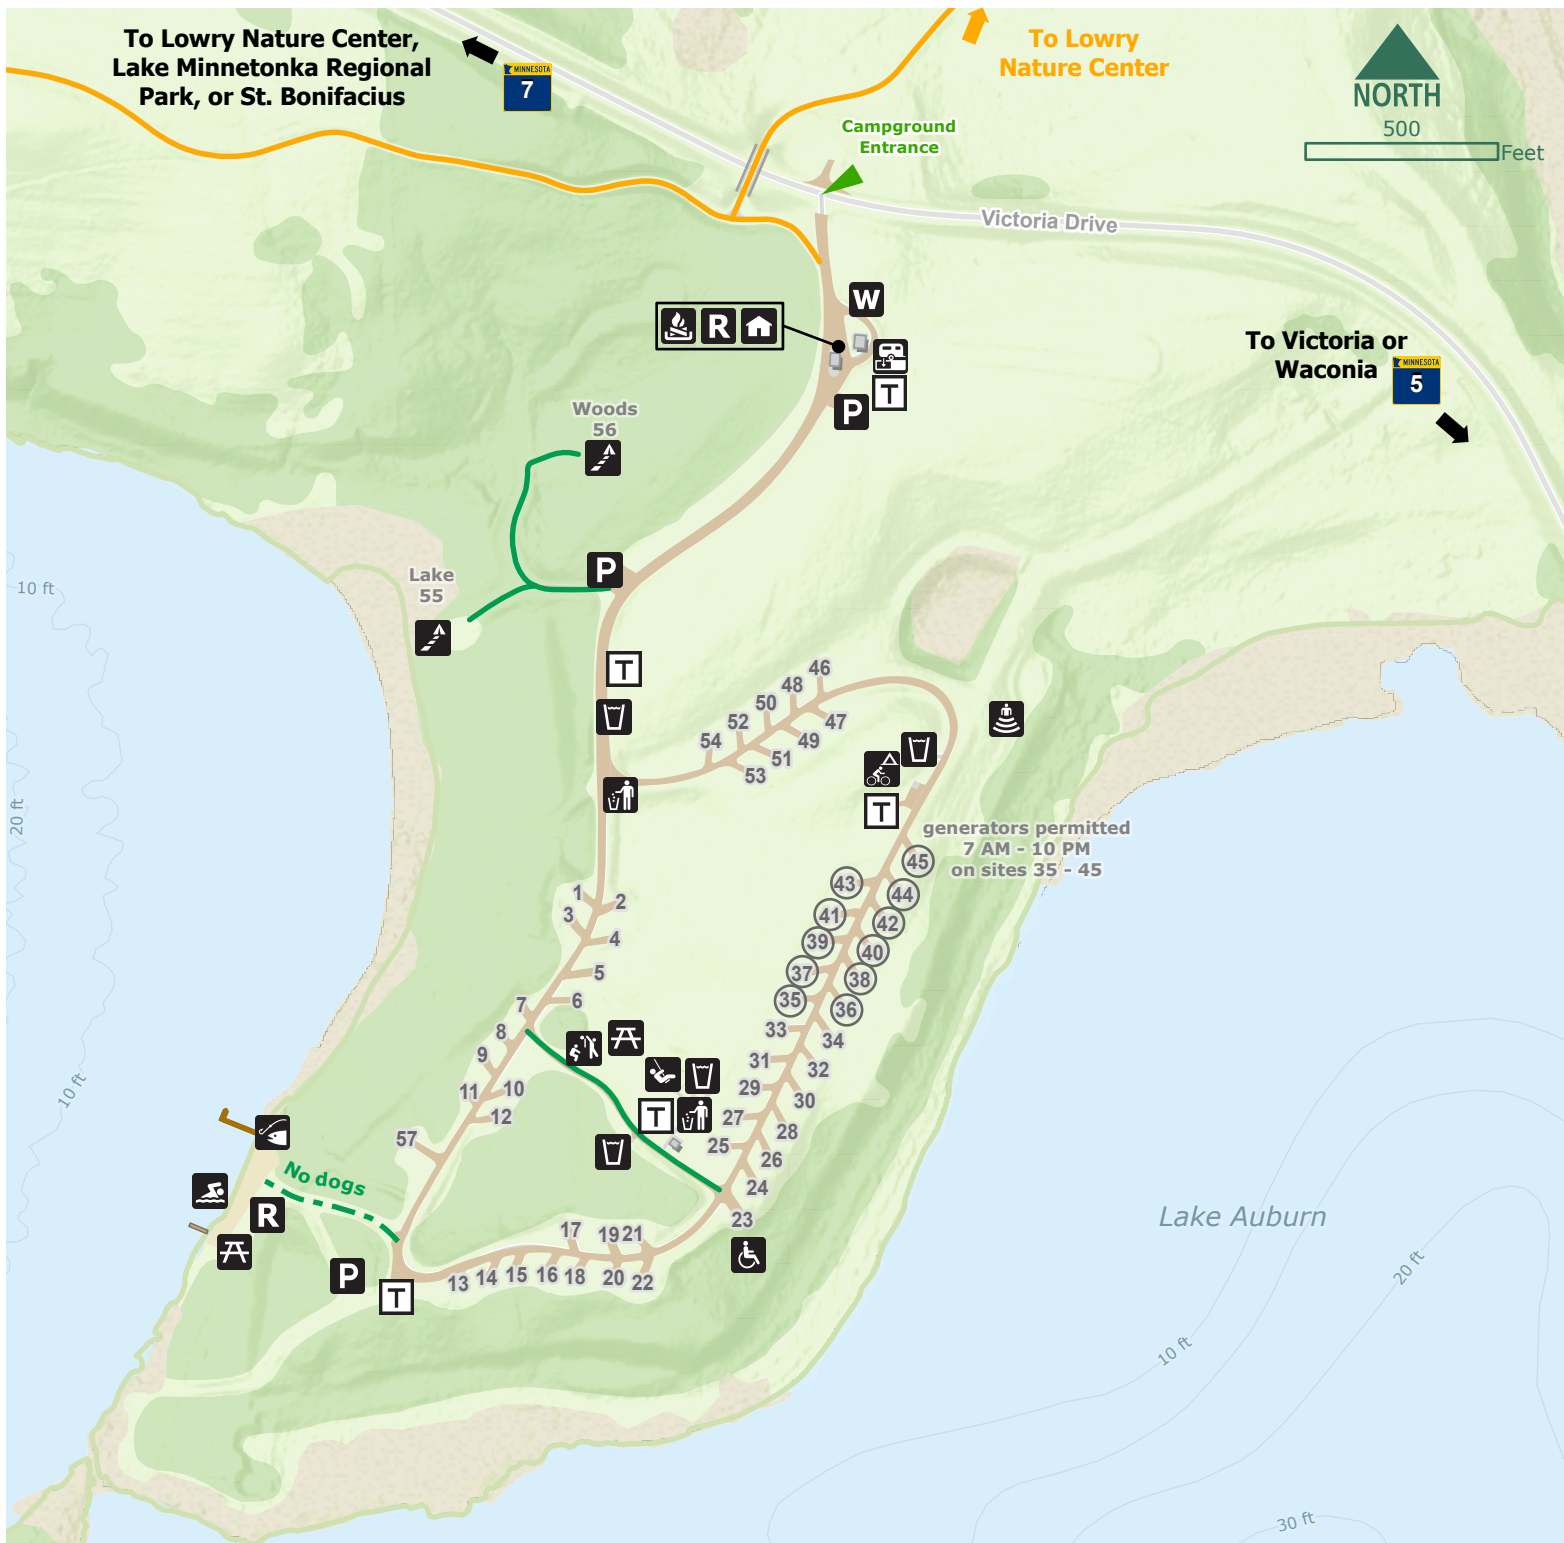 To Lowry Nature Center,
Lake Minnetonka Regional
Park, or St. Bonifacius
MINNESOTA
7
To Lowry
Nature Center
NORTH
500
Feet
Campground
Entrance
Victoria Drive
W
R
To Victoria or
Waconia
MINNESOTA
5
T
P
Woods
56
P
Lake
55
10 ft
T
46
48
50
52
54
47
49
51
53
20 ft
T
generators permitted
7 AM - 10 PM
on sites 35 - 45
45
43
44
41
42
39
40
37
38
35
36
1
2
3
4
5
6
7
8
9
10
11
12
33
34
31
32
29
30
27
28
25
26
24
23
T
10 ft
57
No dogs
R
P
T
17
19
21
13
14
15
16
18
20
22
Lake Auburn
20 ft
10 ft
30 ft